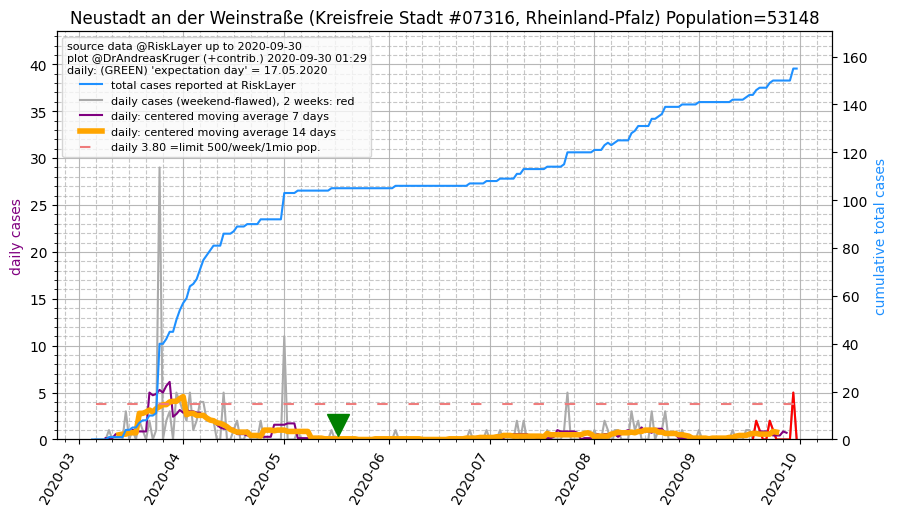 Neustadt an der Weinstraße (Kreisfreie Stadt #07316, Rheinland-Pfalz) Population=53148
source data @RiskLayer up to 2020-09-30
plot @DrAndreasKruger (+contrib.) 2020-09-30 01:29
daily: (GREEN) 'expectation day' = 17.05.2020
total cases reported at RiskLayer
daily cases (weekend-flawed), 2 weeks: red
daily: centered moving average 7 days
daily: centered moving average 14 days
daily 3.80 =limit 500/week/1mio pop.
daily cases
40
35
30
25
20
15
10
5
0
cumulative total cases
160
140
120
100
80
60
40
20
0
2020-03
2020-04
2020-05
2020-06
2020-07
2020-08
2020-09
2020-10